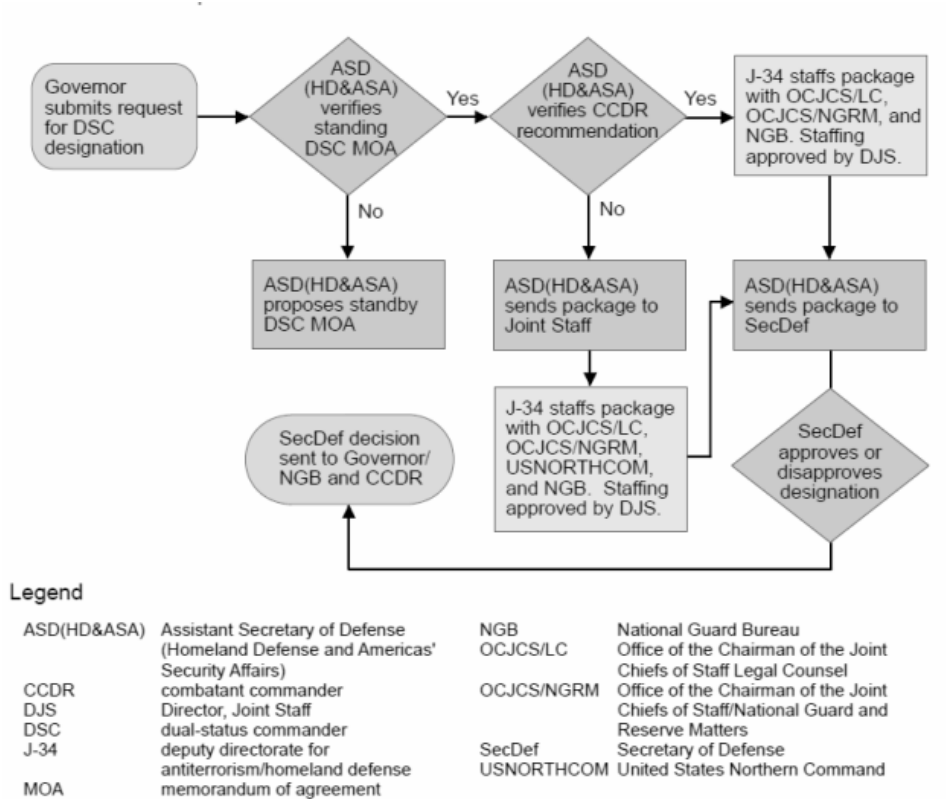 Governor
submits request
for DSC
designation
ASD
(HD&ASA)
verifies
standing
DSC MOA
Yes
ASD
(HD&ASA)
verifies CCDR
recommendation
Yes
J-34 staffs package
with OCJCS/LC,
OCJCS/NGRM, and
NGB. Staffing
approved by DJS.
No
No
ASD(HD&ASA)
proposes standby
DSC MOA
ASD(HD&ASA)
sends package to
Joint Staff
ASD(HD&ASA)
sends package to
SecDef
SecDef decision
sent to Governor/
NGB and CCDR
J-34 staffs package
with OCJCS/LC,
OCJCS/NGRM,
USNORTHCOM,
and NGB.  Staffing
approved by DJS.
SecDef
approves or
disapproves
designation
Legend
ASD(HD&ASA) Assistant Secretary of Defense
(Homeland Defense and Americas'
Security Affairs)
CCDR combatant commander
DJS Director, Joint Staff
DSC dual-status commander
J-34 deputy directorate for
antiterrorism/homeland defense
MOA memorandum of agreement
NGB National Guard Bureau
OCJCS/LC Office of the Chairman of the Joint
Chiefs of Staff Legal Counsel
OCJCS/NGRM Office of the Chairman of the Joint
Chiefs of Staff/National Guard and
Reserve Matters
SecDef Secretary of Defense
USNORTHCOM United States Northern Command